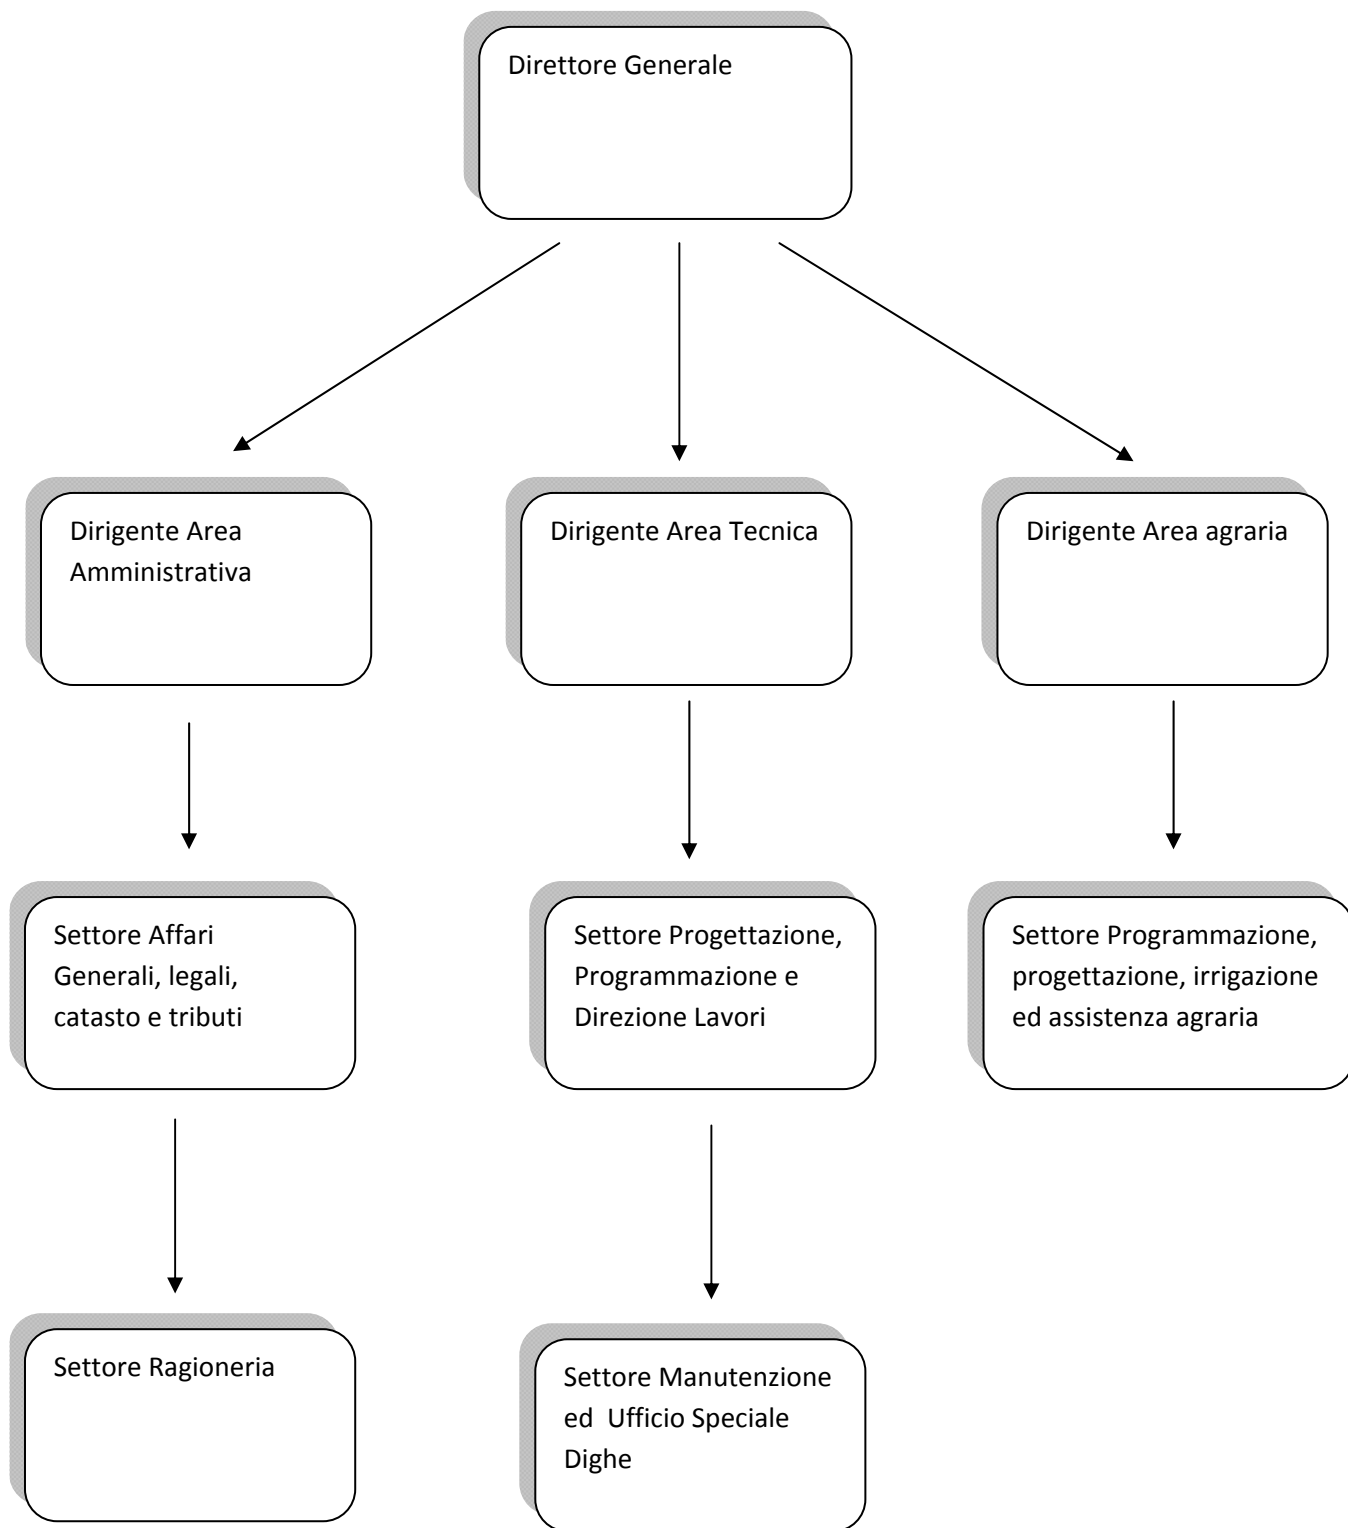 Direttore Generale
Dirigente Area
Amministrativa
Dirigente Area Tecnica
Dirigente Area agraria
Settore Affari
Generali, legali,
catasto e tributi
Settore Progettazione,
Programmazione e
Direzione Lavori
Settore Programmazione,
progettazione, irrigazione
ed assistenza agraria
Settore Ragioneria
Settore Manutenzione
ed  Ufficio Speciale
Dighe